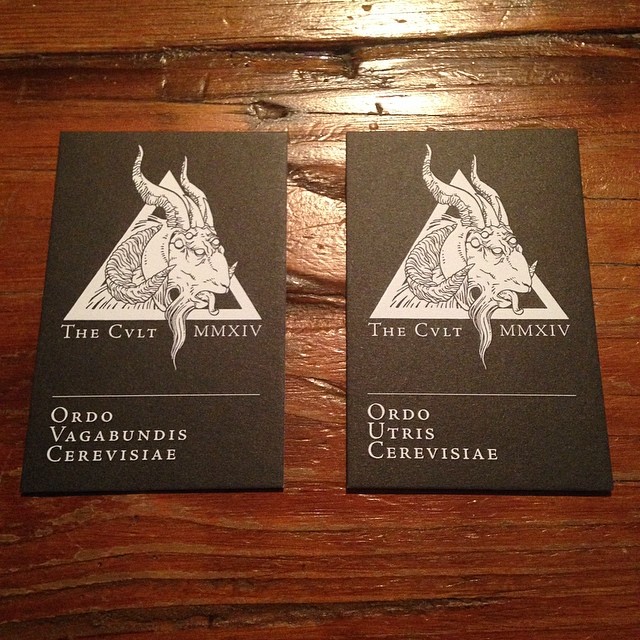 The Cvlt MMXIV
Ordo
Vagabundis
Cerevisiae
The Cvlt MMXIV
Ordo
Utris
Cerevisiae